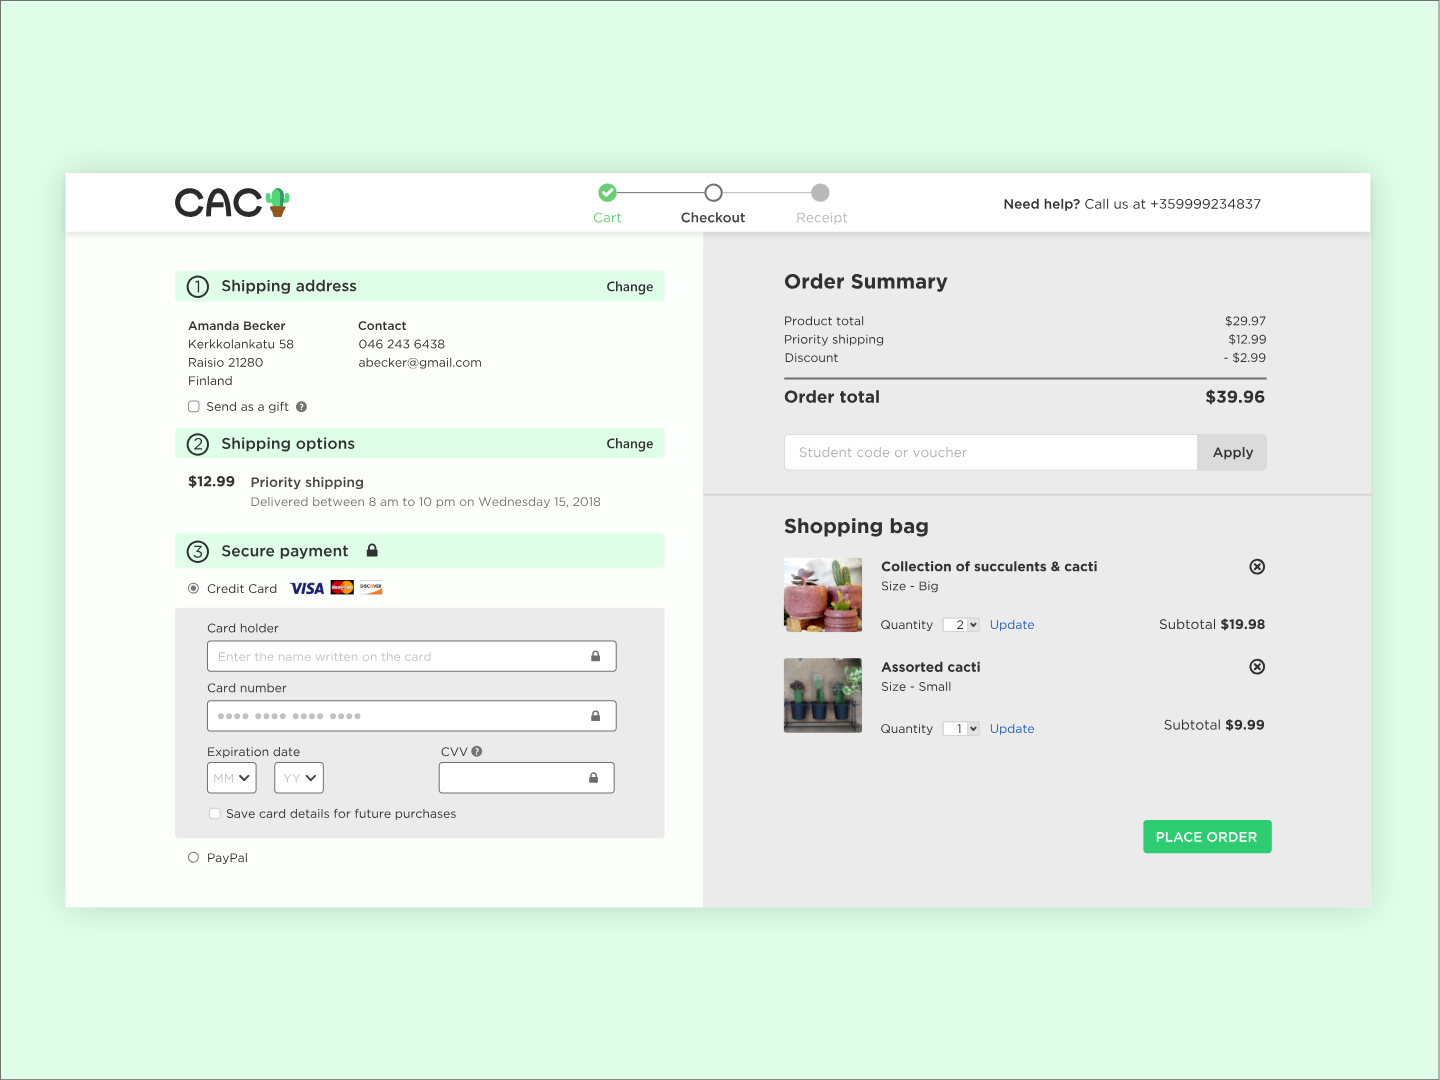 CAC
Cart
Checkout
Receipt
Need help? Call us at +359999234837
1 Shipping address
Change
Amanda Becker
Kerkkolankatu 58
Raisio 21280
Finland
Contact
046 243 6438
abecker@gmail.com
Send as a gift ?
2 Shipping options
Change
$12.99 Priority shipping
Delivered between 8 am to 10 pm on Wednesday 15, 2018
3 Secure payment
Credit Card VISA MasterCard DISCOVER
Card holder
Enter the name written on the card
Card number
Expiration date
MM
YY
CVV ?
Save card details for future purchases
PayPal
Order Summary
Product total $29.97
Priority shipping $12.99
Discount - $2.99
Order total $39.96
Student code or voucher
Apply
Shopping bag
Collection of succulents & cacti
Size - Big
Quantity 2 Update
Subtotal $19.98
Assorted cacti
Size - Small
Quantity 1 Update
Subtotal $9.99
PLACE ORDER